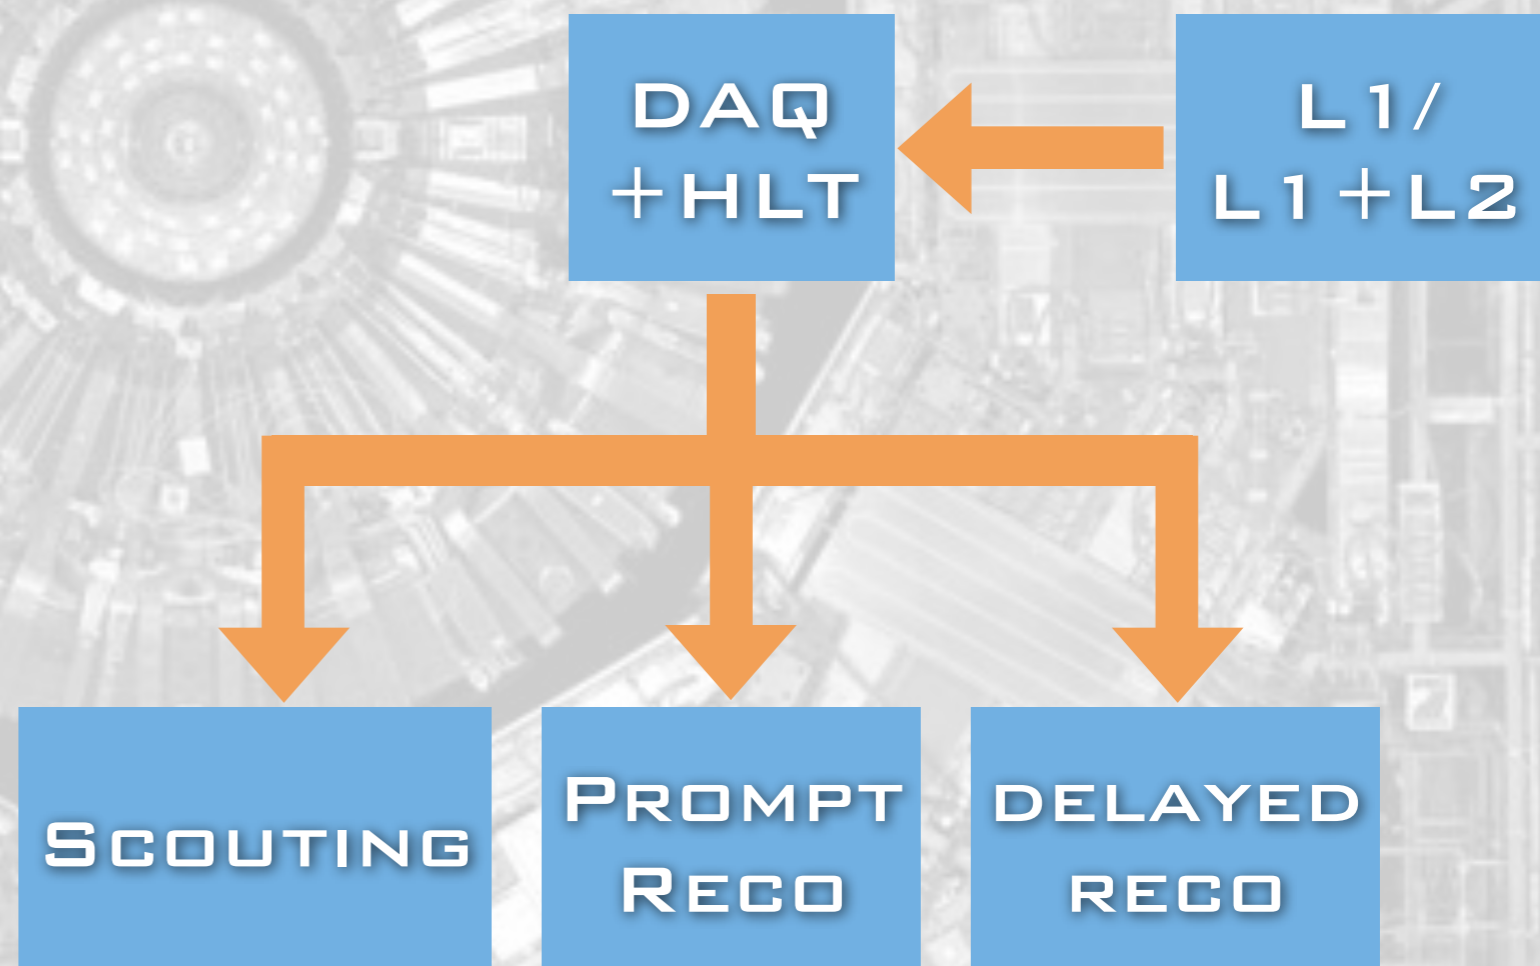 DAQ
+HLT
L1/
L1+L2
Scouting
Prompt
Reco
delayed
reco